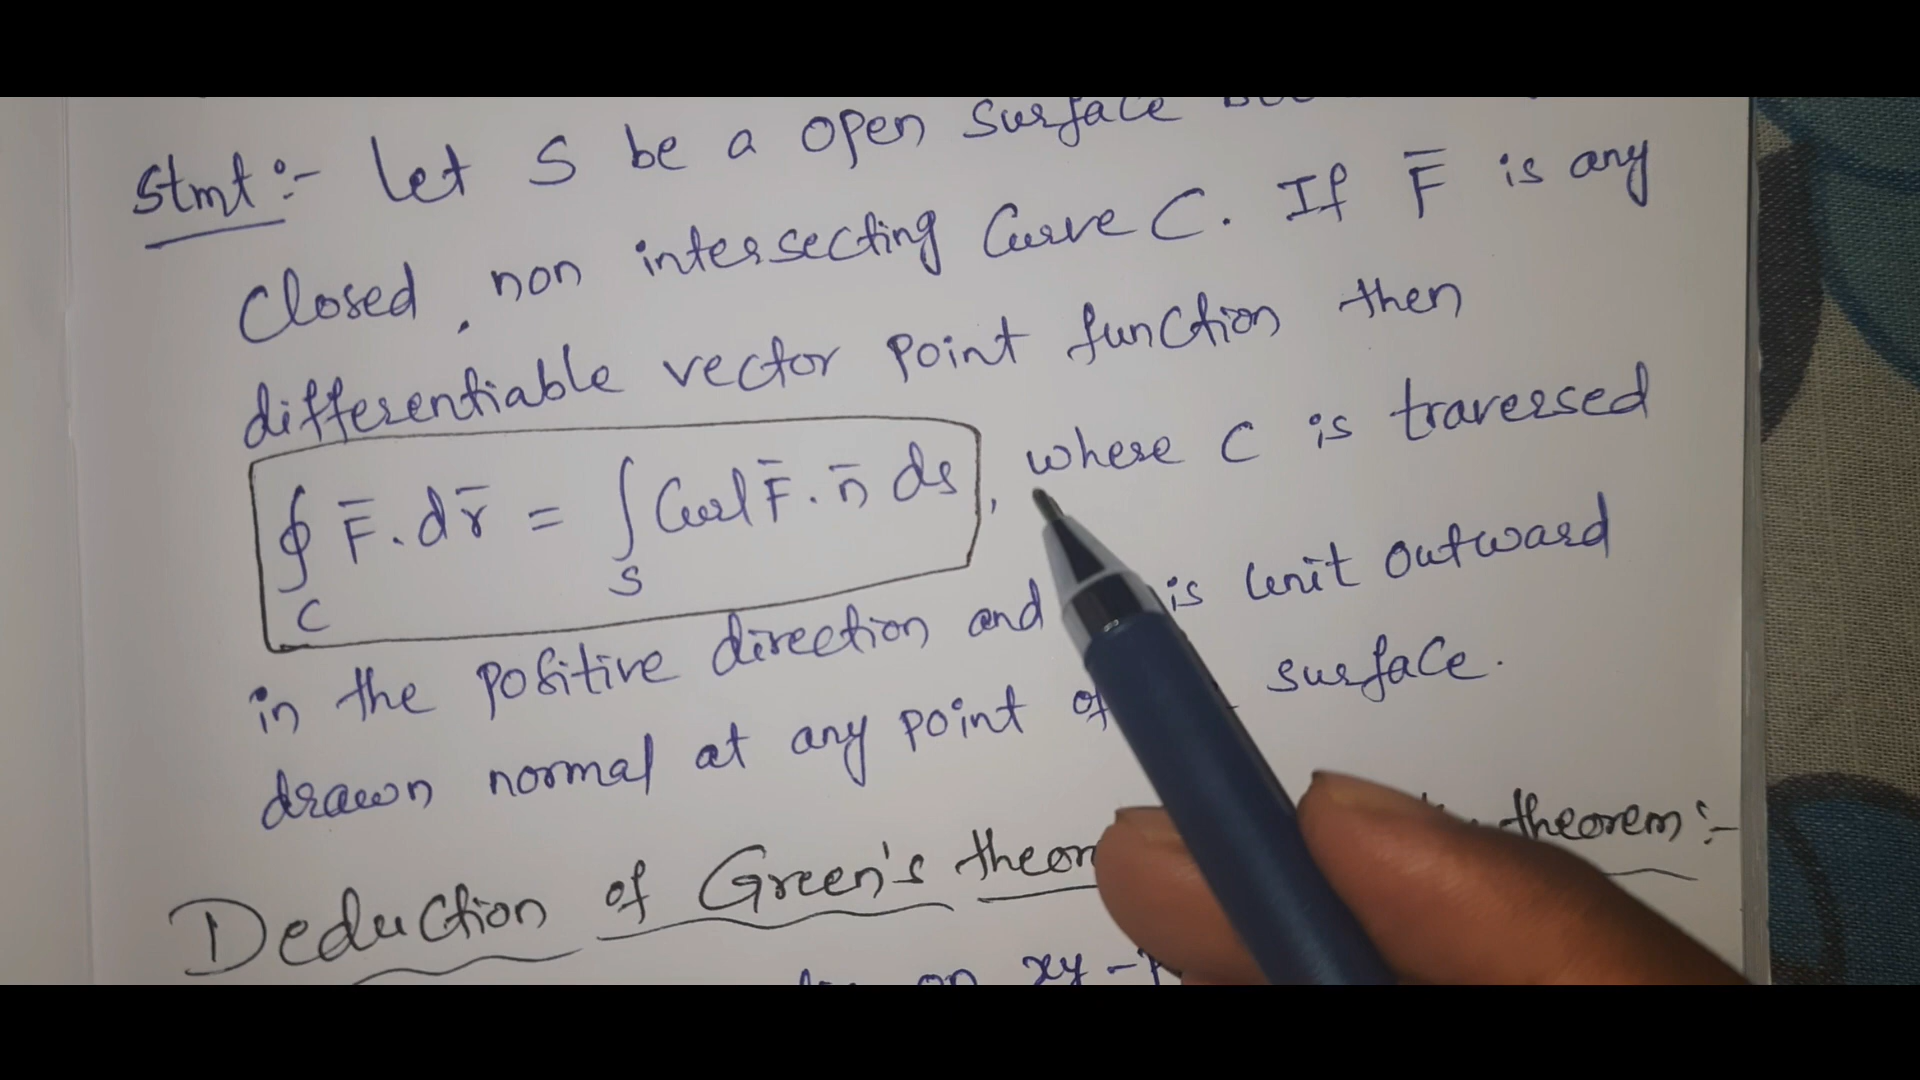 Stmt :- Let S be a open surface
closed, non intersecting Curve C. If F̄ is any
differentiable vector point function then
∮_C F̄ . dr̄ = ∫_S Curl F̄ . n̄ ds, where C is traversed
in the positive direction and is unit outward
drawn normal at any point of surface.
Deduction of Green's theorem :-
on xy -